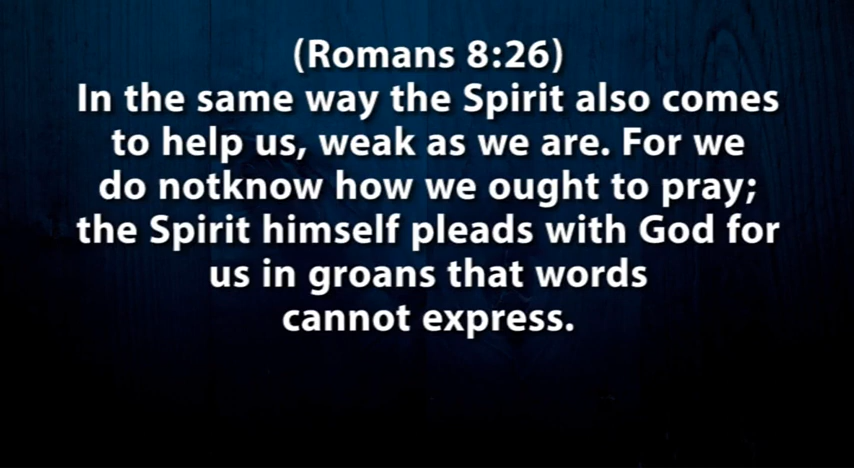 (Romans 8:26)
In the same way the Spirit also comes
to help us, weak as we are. For we
do notknow how we ought to pray;
the Spirit himself pleads with God for
us in groans that words
cannot express.